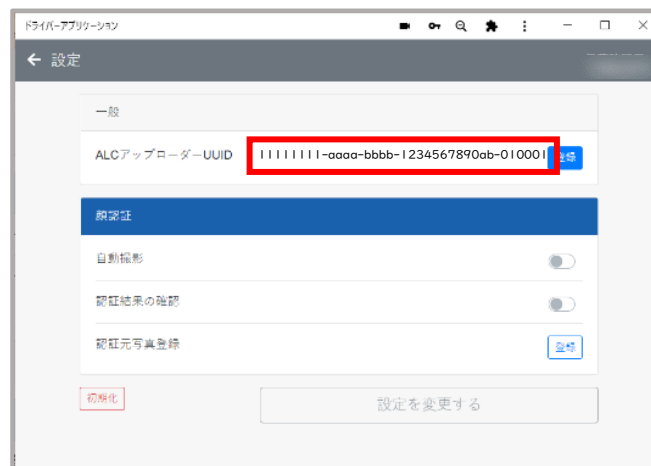 ドライバーアプリケーション
← 設定
一般
ALCアップローダーUUID 11111111-aaaa-bbbb-1234567890ab-010001 登録
顔認証
自動撮影
認証結果の確認
認証元写真登録 登録
初期化 設定を変更する